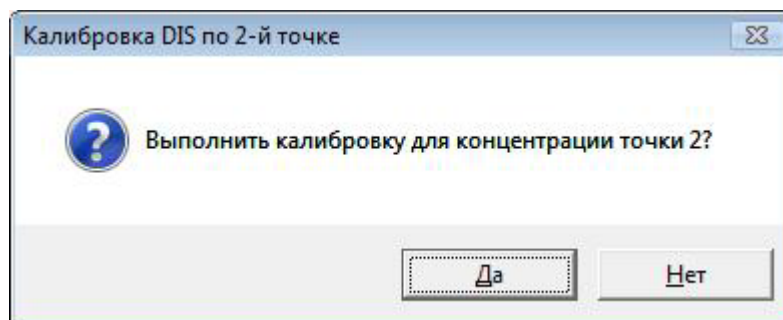 Калибровка DIS по 2-й точке
Выполнить калибровку для концентрации точки 2?
Да
Нет